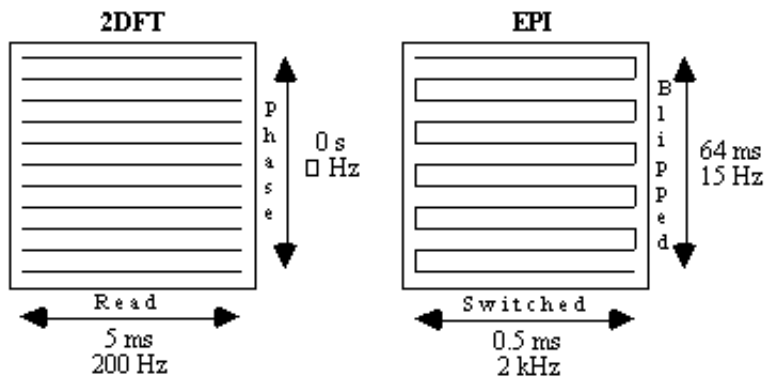 2DFT
phase
0 s
□ Hz
Read
5 ms
200 Hz
EPI
Blipped
64 ms
15 Hz
Switched
0.5 ms
2 kHz